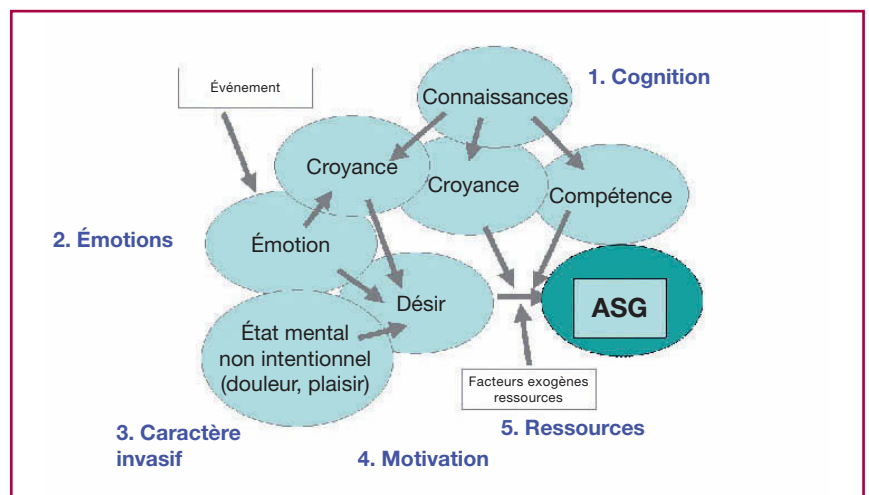 Événement
Connaissances
1. Cognition
Croyance
Croyance
Compétence
2. Émotions
Émotion
Désir
ASG
État mental
non intentionnel
(douleur, plaisir)
Facteurs exogènes
ressources
3. Caractère
invasif
4. Motivation
5. Ressources